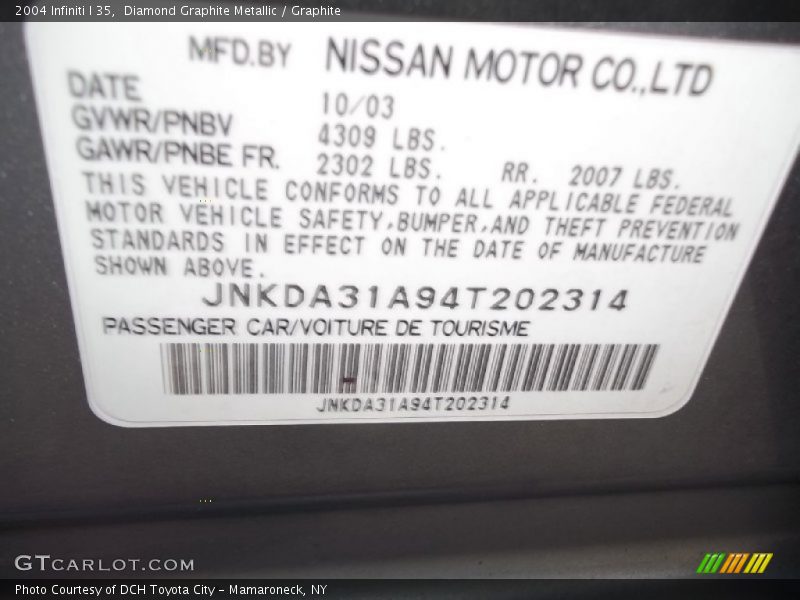 2004 Infiniti I 35,  Diamond Graphite Metallic / Graphite
MFD.BY NISSAN MOTOR CO.,LTD
DATE 10/03
GVWR/PNBV 4309 LBS.
GAWR/PNBE FR. 2302 LBS. RR. 2007 LBS.
THIS VEHICLE CONFORMS TO ALL APPLICABLE FEDERAL
MOTOR VEHICLE SAFETY,BUMPER,AND THEFT PREVENTION
STANDARDS IN EFFECT ON THE DATE OF MANUFACTURE
SHOWN ABOVE.
JNKDA31A94T202314
PASSENGER CAR/VOITURE DE TOURISME
JNKDA31A94T202314
GTCARLOT.COM
Photo Courtesy of DCH Toyota City – Mamaroneck, NY